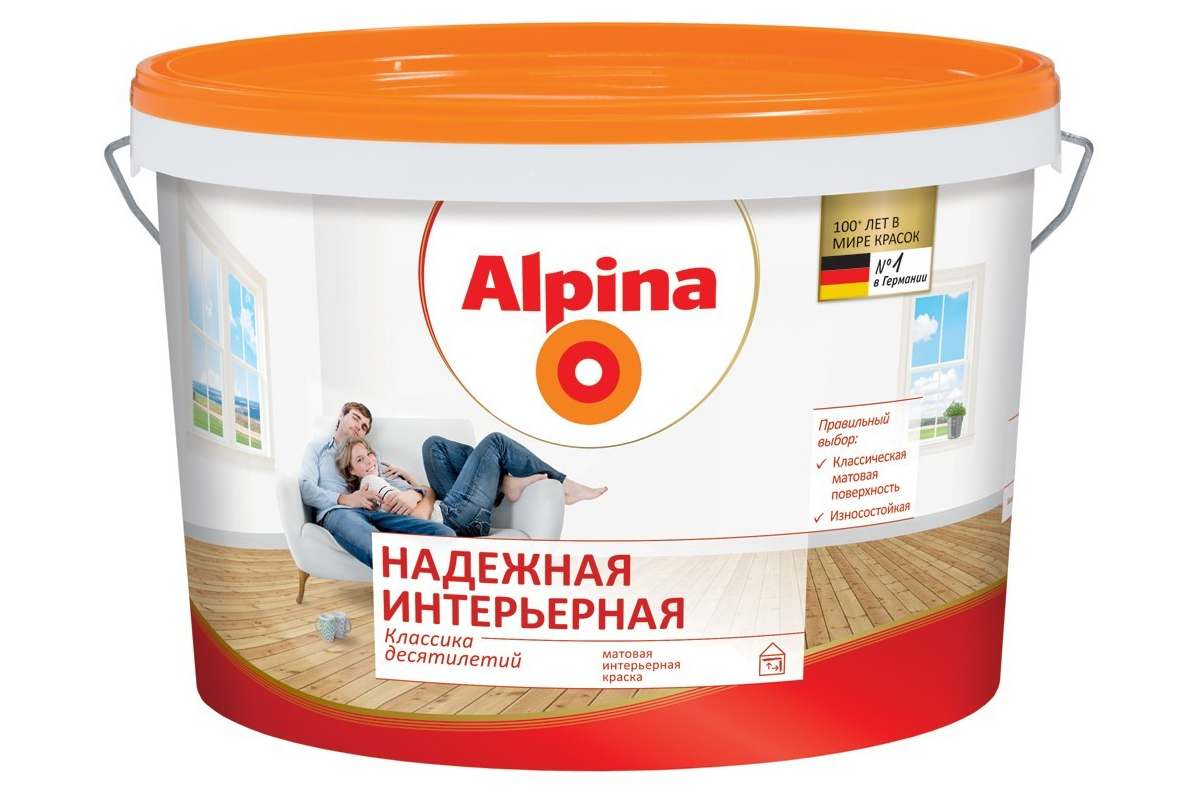 Alpina
100+ ЛЕТ В
МИРЕ КРАСОК
№1
в Германии
Правильный
выбор:
✓ Классическая
матовая
поверхность
✓ Износостойкая
НАДЕЖНАЯ
ИНТЕРЬЕРНАЯ
Классика
десятилетий
матовая
интерьерная
краска